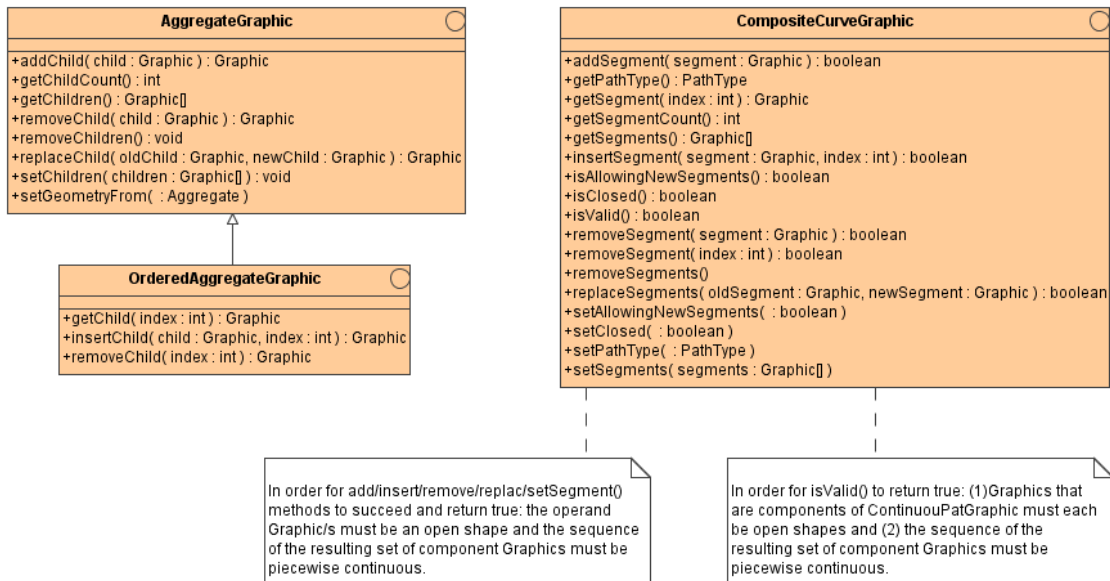 AggregateGraphic
+addChild( child : Graphic ) : Graphic
+getChildCount() : int
+getChildren() : Graphic[]
+removeChild( child : Graphic ) : Graphic
+removeChildren() : void
+replaceChild( oldChild : Graphic, newChild : Graphic ) : Graphic
+setChildren( children : Graphic[] ) : void
+setGeometryFrom(  : Aggregate )
OrderedAggregateGraphic
+getChild( index : int ) : Graphic
+insertChild( child : Graphic, index : int ) : Graphic
+removeChild( index : int ) : Graphic
CompositeCurveGraphic
+addSegment( segment : Graphic ) : boolean
+getPathType() : PathType
+getSegment( index : int ) : Graphic
+getSegmentCount() : int
+getSegments() : Graphic[]
+insertSegment( segment : Graphic, index : int ) : boolean
+isAllowingNewSegments() : boolean
+isClosed() : boolean
+isValid() : boolean
+removeSegment( segment : Graphic ) : boolean
+removeSegment( index : int ) : boolean
+removeSegments()
+replaceSegments( oldSegment : Graphic, newSegment : Graphic ) : boolean
+setAllowingNewSegments(  : boolean )
+setClosed(  : boolean )
+setPathType(  : PathType )
+setSegments( segments : Graphic[] )
In order for add/insert/remove/replac/setSegment()
methods to succeed and return true: the operand
Graphic/s must be an open shape and the sequence
of the resulting set of component Graphics must be
piecewise continuous.
In order for isValid() to return true: (1)Graphics that
are components of ContinuouPatGraphic must each
be open shapes and (2) the sequence of the
resulting set of component Graphics must be
piecewise continuous.